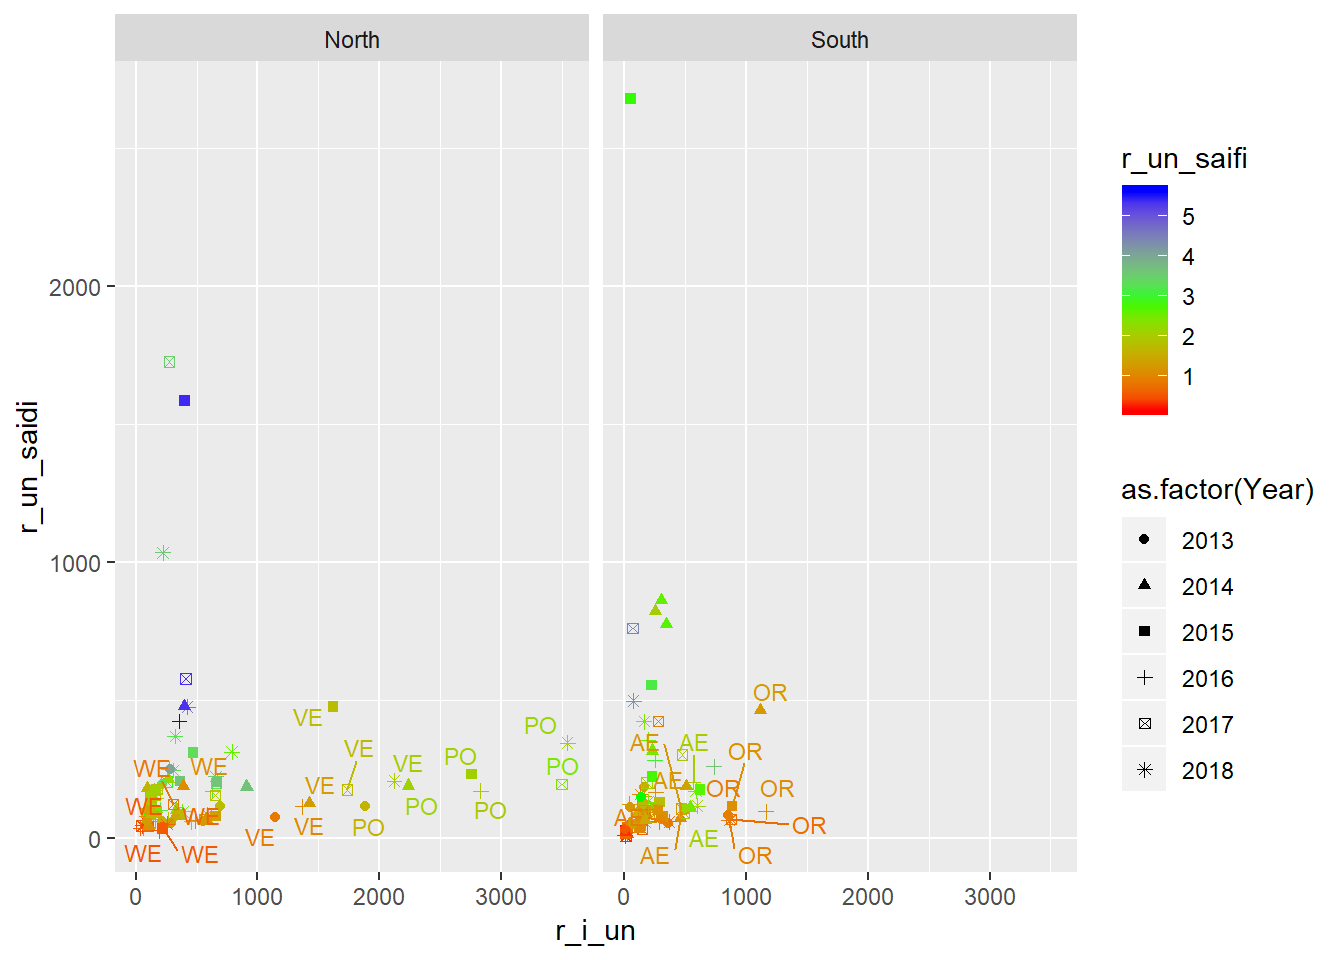 North
South
r_un_saidi
2000
1000
0
WE
WE
WE
WE
WE
WE
VE
VE
VE
VE
VE
VE
PO
PO
PO
PO
PO
PO
AE
AE
AE
AE
AE
AE
OR
OR
OR
OR
OR
OR
0
1000
2000
3000
0
1000
2000
3000
r_i_un
r_un_saifi
5
4
3
2
1
as.factor(Year)
2013
2014
2015
2016
2017
2018